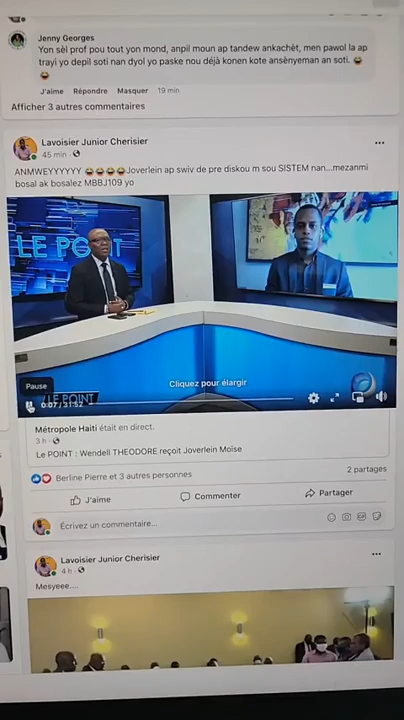 Jenny Georges
Yon sèl prof pou tout yon mond, anpil moun ap tandew ankachèt, men pawol la ap
trayi yo depil soti nan dyol yo paske nou déjà konen kote ansènyeman an soti. 😂
😂
J'aime Répondre Masquer 19 min
Afficher 3 autres commentaires
Lavoisier Junior Cherisier
45 min
ANMWEYYYYYY 😂😂😂😂Joverlein ap swiv de pre diskou m sou SISTEM nan...mezanmi
bosal ak bosalez MBBJ109 yo
LE POINT
Cliquez pour élargir
Pause
LE POINT
0:07 / 31:52
Métropole Haiti était en direct.
3 h
Le POINT : Wendell THEODORE reçoit Joverlein Moise
Berline Pierre et 3 autres personnes
2 partages
J'aime Commenter Partager
Écrivez un commentaire...
Lavoisier Junior Cherisier
4 h
Mesyeee....